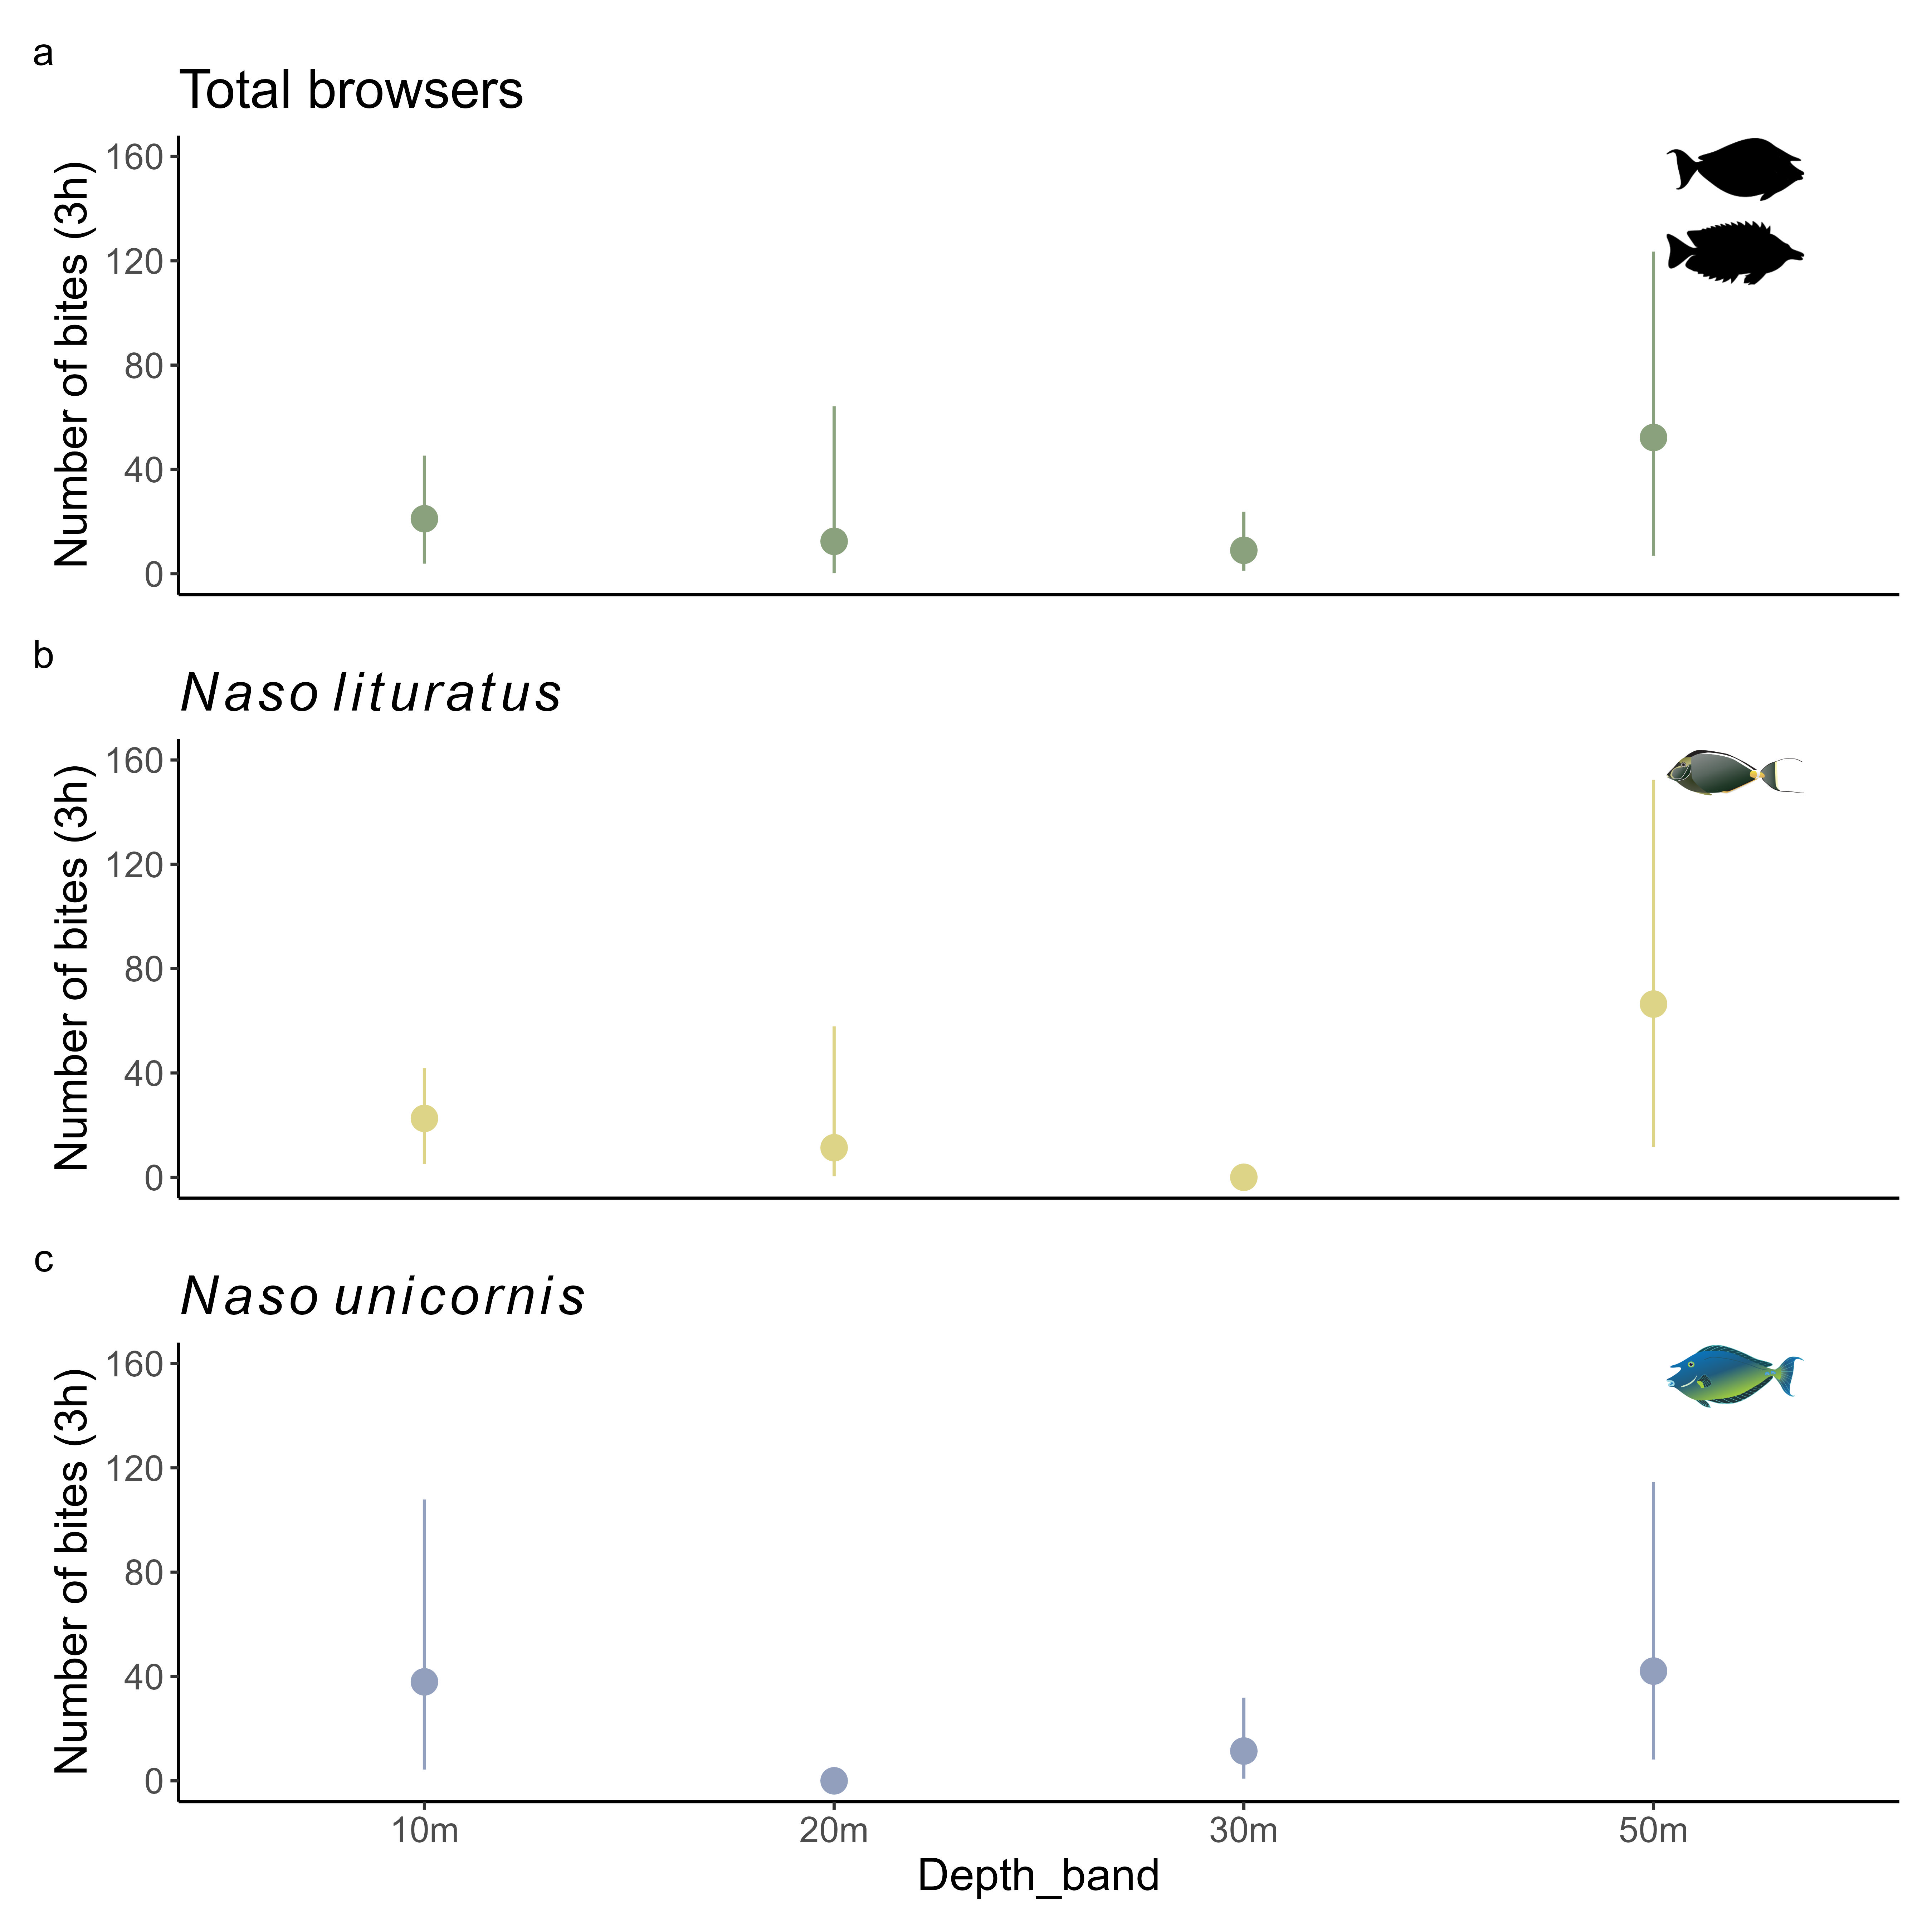 a
Total browsers
Number of bites (3h)
160
120
80
40
0
b
Naso lituratus
Number of bites (3h)
160
120
80
40
0
c
Naso unicornis
Number of bites (3h)
160
120
80
40
0
10m 20m 30m 50m
Depth_band